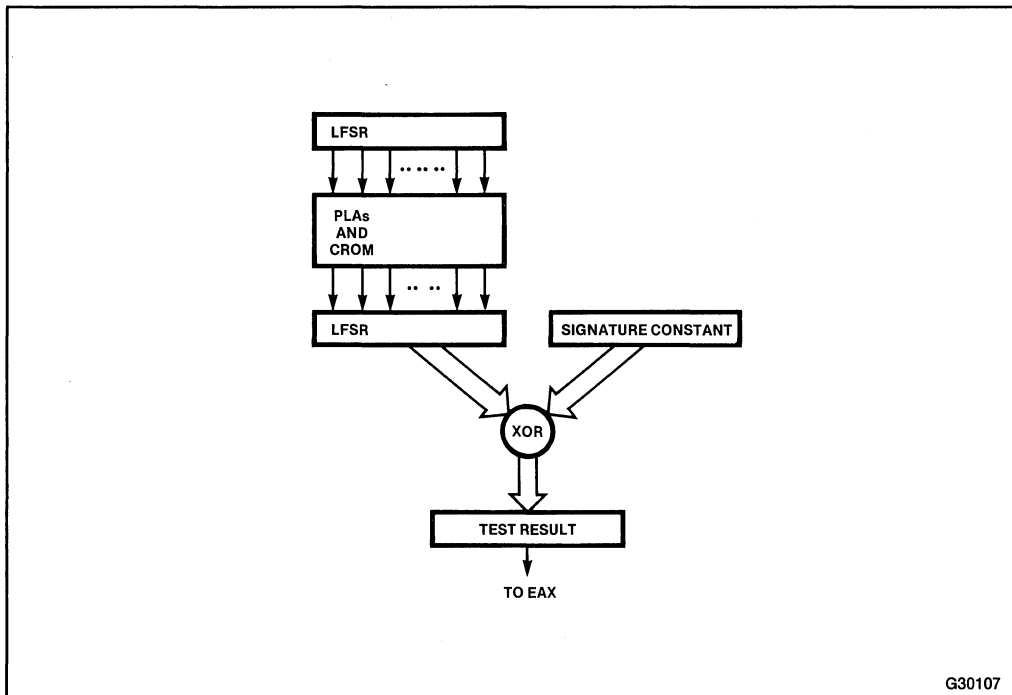 LFSR
PLAs
AND
CROM
LFSR
SIGNATURE CONSTANT
XOR
TEST RESULT
TO EAX
G30107